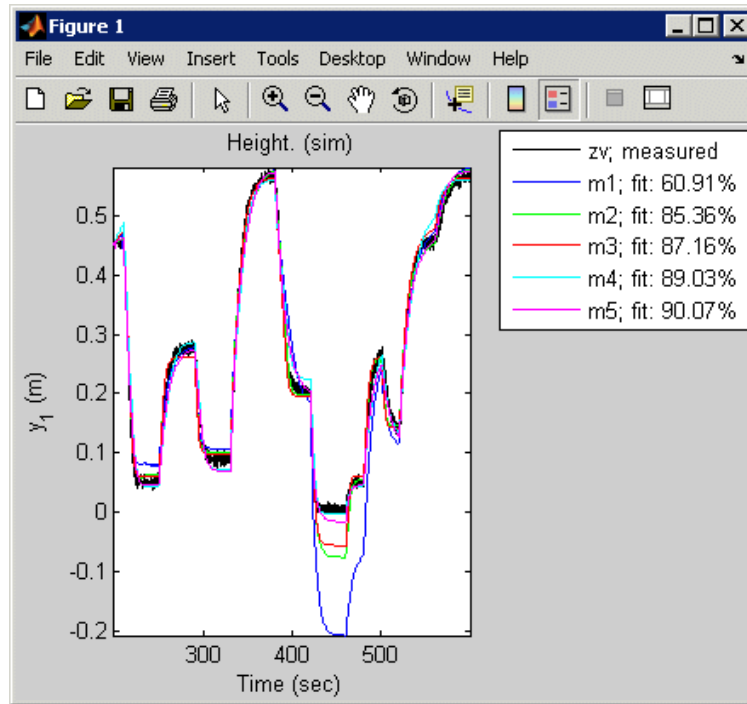 Figure 1
File Edit View Insert Tools Desktop Window Help
Height. (sim)
zv; measured
m1; fit: 60.91%
m2; fit: 85.36%
m3; fit: 87.16%
m4; fit: 89.03%
m5; fit: 90.07%
0.5
0.4
0.3
0.2
0.1
0
-0.1
-0.2
y_1 (m)
300 400 500
Time (sec)